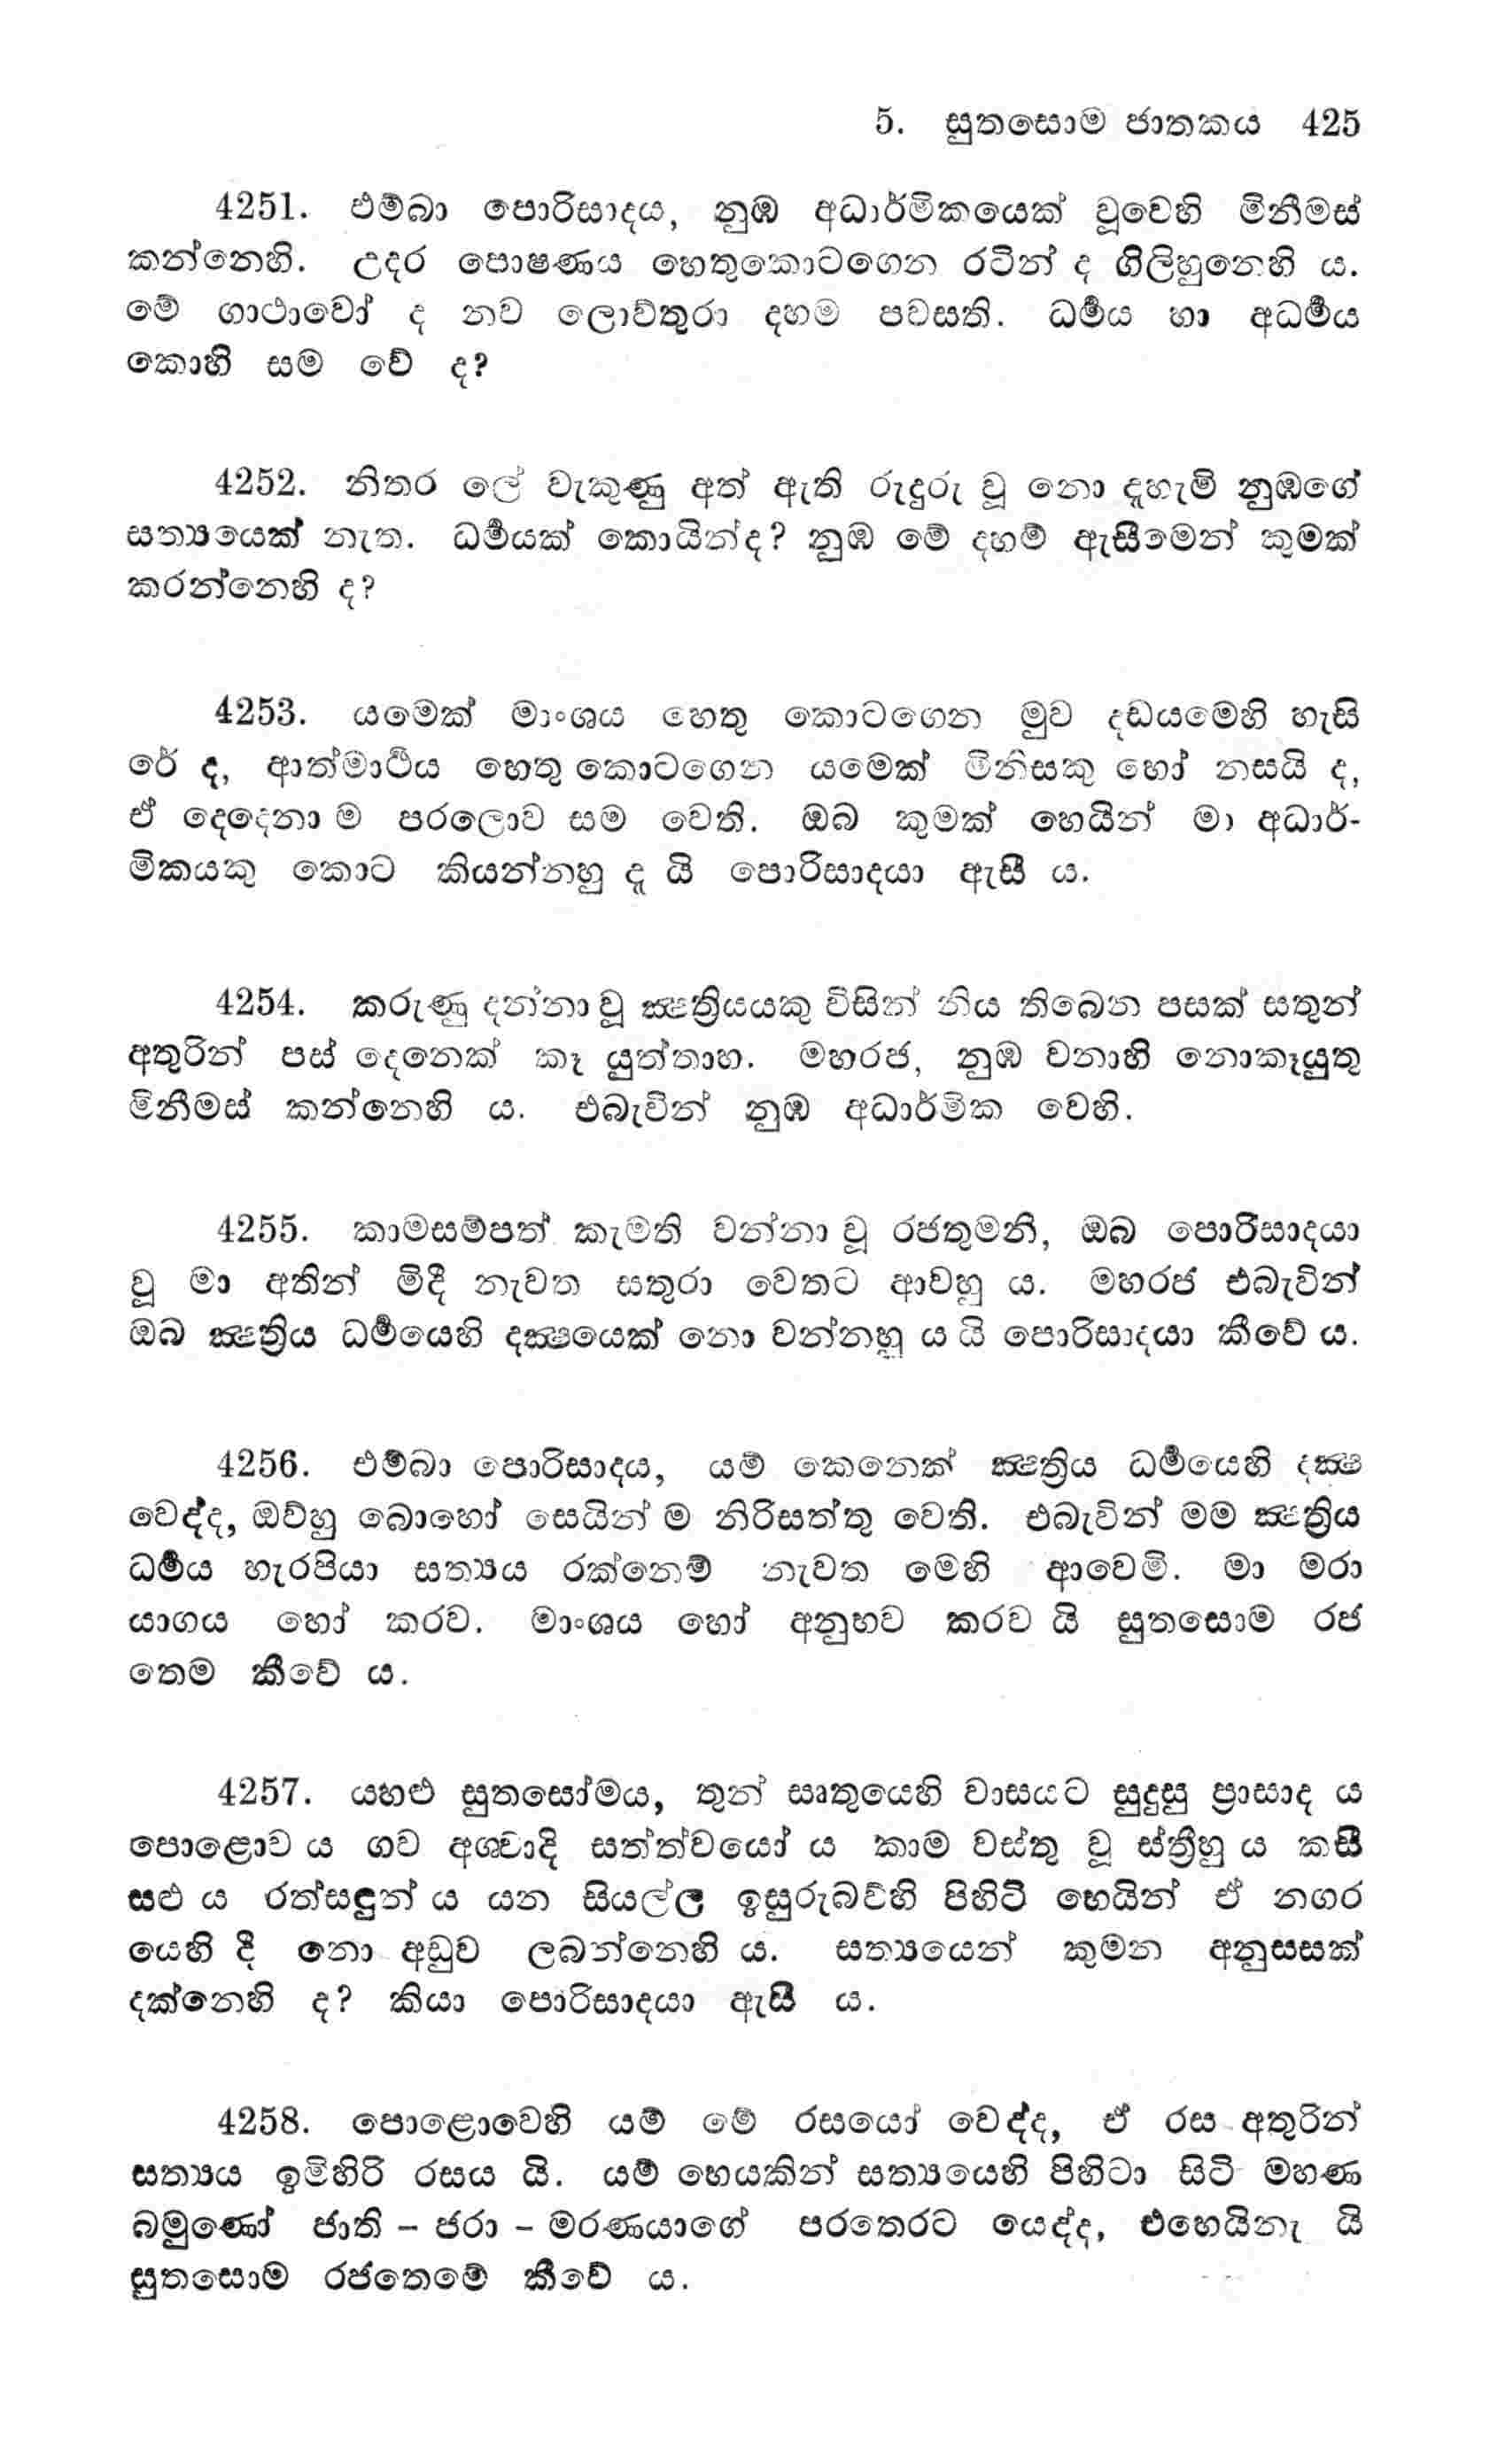 5. සුතසොම ජාතකය 425
4251. එම්බා පොරිසාදය, නුඹ අධාර්මිකයෙක් වූවෙහි මිනීමස්
කන්නෙහි. උදර පොෂණය හෙතුකොටගෙන රටින් ද ගිලිහුනෙහි ය.
මේ ගාථාවෝ ද නව ලොව්තුරා දහම පවසති. ධර්‍මය හා අධර්‍මය
කොහි සම වේ ද?
4252. නිතර ලේ වැකුණු අත් ඇති රුදුරු වූ නො දැහැමි නුඹගේ
සත්‍යයෙක් නැත. ධර්‍මයක් කොයින්ද? නුඹ මේ දහම් ඇසීමෙන් කුමක්
කරන්නෙහි ද?
4253. යමෙක් මාංශය හෙතු කොටගෙන මුව දඩයමෙහි හැසි
රේ ද, ආත්මාර්‍ථය හෙතු කොටගෙන යමෙක් මිනිසකු හෝ නසයි ද,
ඒ දෙදෙනා ම පරලොව සම වෙති. ඔබ කුමක් හෙයින් මා අධාර්-
මිකයකු කොට කියන්නහු දැ යි පොරිසාදයා ඇසී ය.
4254. කරුණු දන්නා වූ ක්‍ෂත්‍රියයකු විසින් නිය තිබෙන පසක් සතුන්
අතුරින් පස් දෙනෙක් කෑ යුත්තාහ. මහරජ, නුඹ වනාහි නොකෑයුතු
මිනීමස් කන්නෙහි ය. එබැවින් නුඹ අධාර්මික වෙහි.
4255. කාමසම්පත් කැමති වන්නා වූ රජතුමනි, ඔබ පොරිසාදයා
වූ මා අතින් මිදී නැවත සතුරා වෙතට ආවහු ය. මහරජ එබැවින්
ඔබ ක්‍ෂත්‍රිය ධර්‍මයෙහි දක්‍ෂයෙක් නො වන්නහූ ය යි පොරිසාදයා කීවේ ය.
4256. එම්බා පොරිසාදය, යම් කෙනෙක් ක්‍ෂත්‍රිය ධර්‍මයෙහි දක්‍ෂ
වෙද්ද, ඔව්හු බොහෝ සෙයින් ම නිරිසත්තු වෙති. එබැවින් මම ක්‍ෂත්‍රිය
ධර්‍මය හැරපියා සත්‍යය රක්නෙම් නැවත මෙහි ආවෙමි. මා මරා
යාගය හෝ කරව. මාංශය හෝ අනුභව කරව යි සුතසොම රජ
තෙම කීවේ ය.
4257. යහළු සුතසෝමය, තුන් ඍතුයෙහි වාසයට සුදුසු ප්‍රාසාද ය
පොළොව ය ගව අශ්‍වාදි සත්ත්වයෝ ය කාම වස්තු වූ ස්ත්‍රීහු ය කසී
සළු ය රත්සඳුන් ය යන සියල්ල ඉසුරුබව්හි පිහිටි හෙයින් ඒ නගර
යෙහි දී නො අඩුව ලබන්නෙහි ය. සත්‍යයෙන් කුමන අනුසසක්
දක්නෙහි ද? කියා පොරිසාදයා ඇසී ය.
4258. පොළොවෙහි යම් මේ රසයෝ වෙද්ද, ඒ රස අතුරින්
සත්‍යය ඉමිහිරි රසය යි. යම් හෙයකින් සත්‍යයෙහි පිහිටා සිටි මහණ
බමුණෝ ජාති – ජරා – මරණයාගේ පරතෙරට යෙද්ද, එහෙයිනැ යි
සුතසොම රජතෙමේ කීවේ ය.